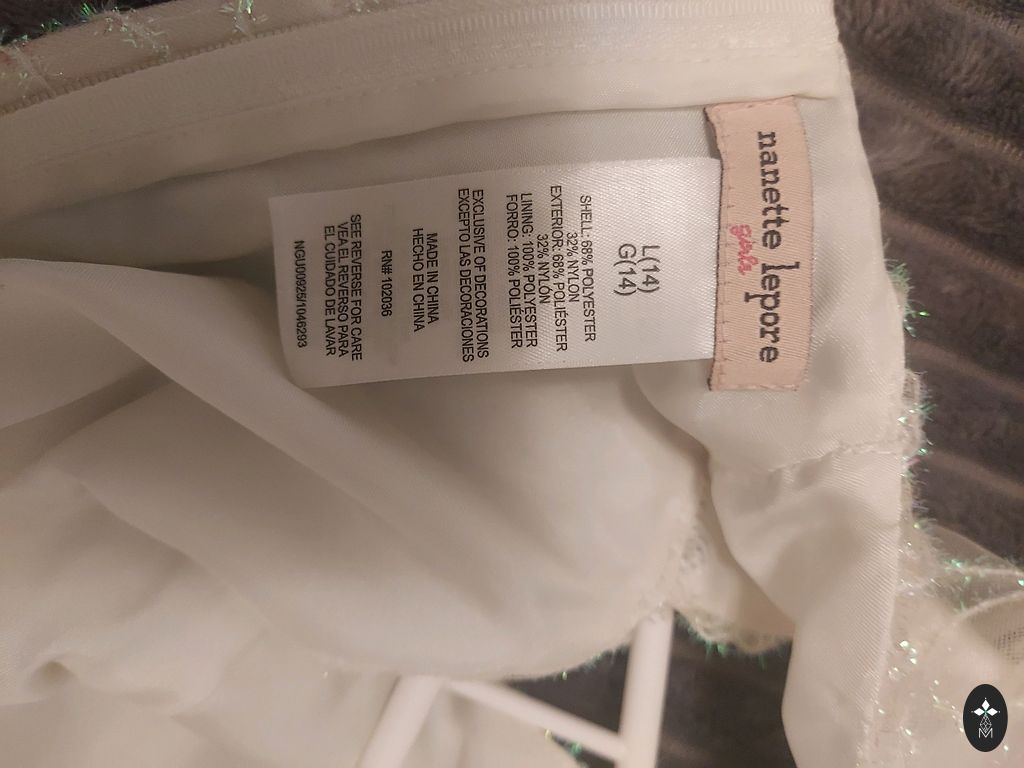 nanette lepore
girls
L(14)
G(14)
SHELL: 68% POLYESTER
32% NYLON
EXTERIOR: 68% POLIÉSTER
32% NYLON
LINING: 100% POLYESTER
FORRO: 100% POLIÉSTER
EXCLUSIVE OF DECORATIONS
EXCEPTO LAS DECORACIONES
MADE IN CHINA
HECHO EN CHINA
RN# 102036
SEE REVERSE FOR CARE
VEA EL REVERSO PARA
EL CUIDADO DE LAVAR
NGU00925/1046293
M